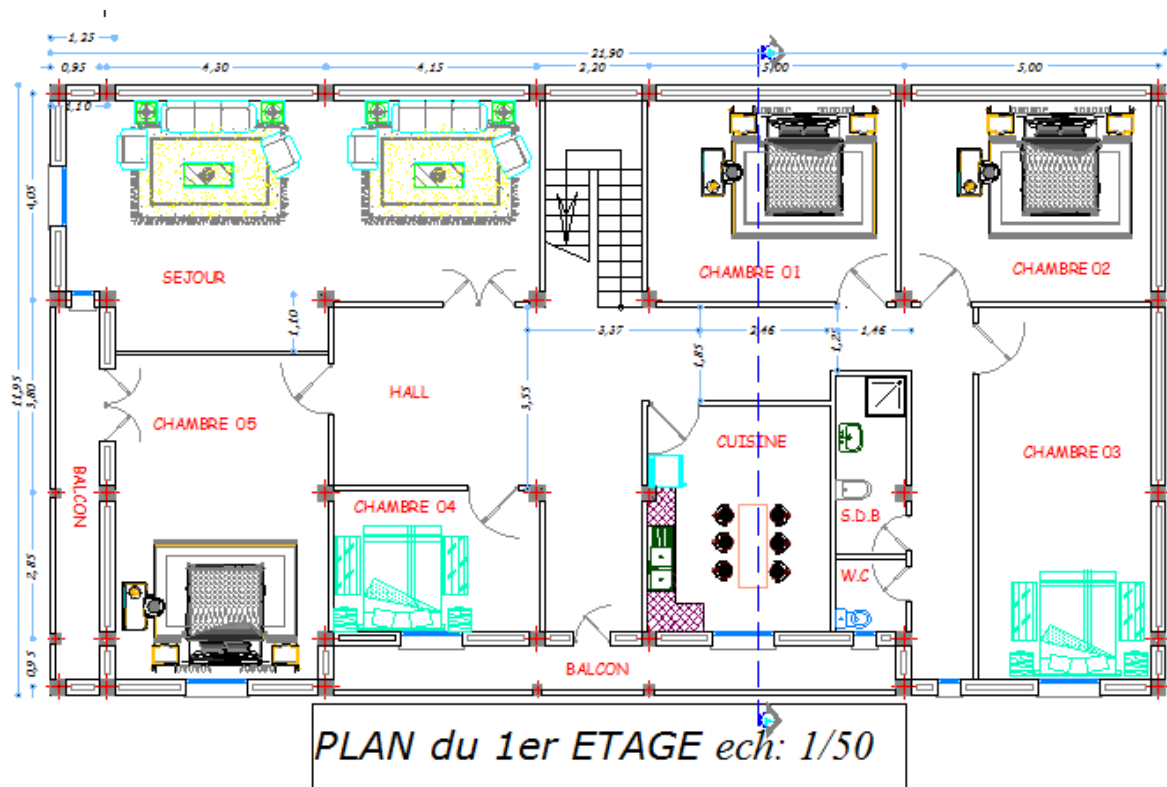 1,25
21,90
0,95
4,30
4,15
2,20
5,00
5,00
1,10
4,05
SEJOUR
CHAMBRE 01
CHAMBRE 02
1,10
3,37
2,46
1,46
1,25
1,85
11,95
3,80
HALL
3,55
CHAMBRE 05
CUISINE
CHAMBRE 03
BALCON
CHAMBRE 04
S.D.B
2,85
W.C
0,95
BALCON
PLAN du 1er ETAGE ech: 1/50